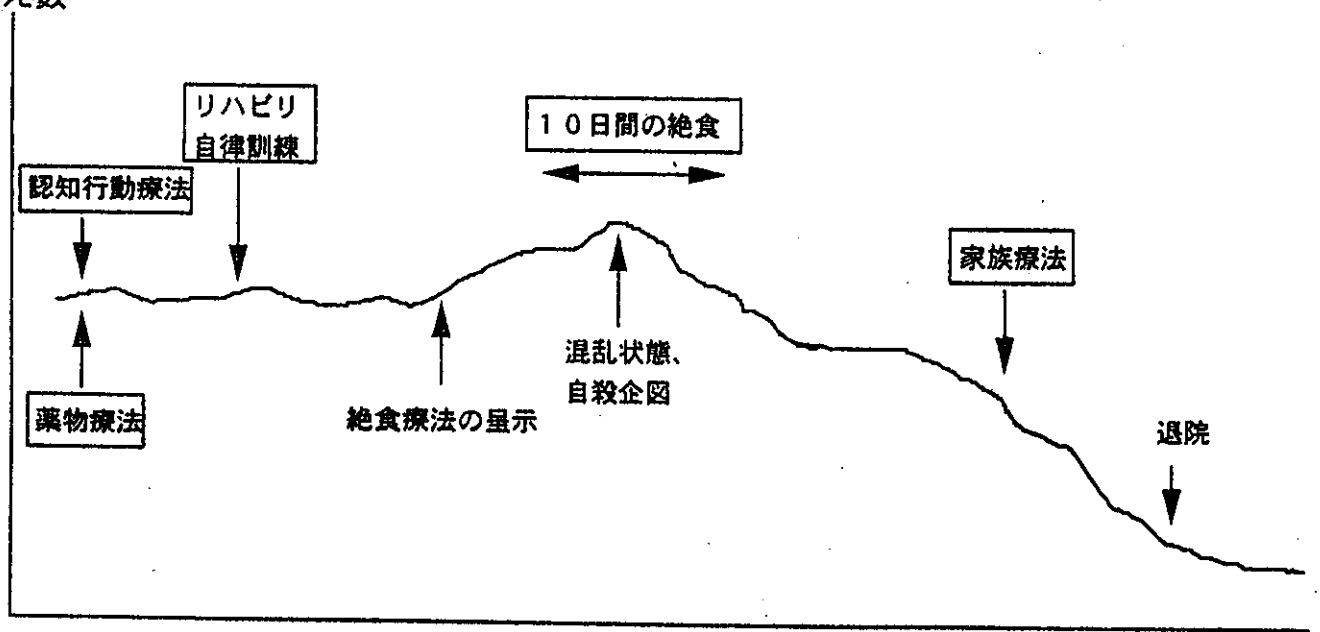 リハビリ
自律訓練
１０日間の絶食
認知行動療法
家族療法
混乱状態、
自殺企図
薬物療法
絶食療法の呈示
退院